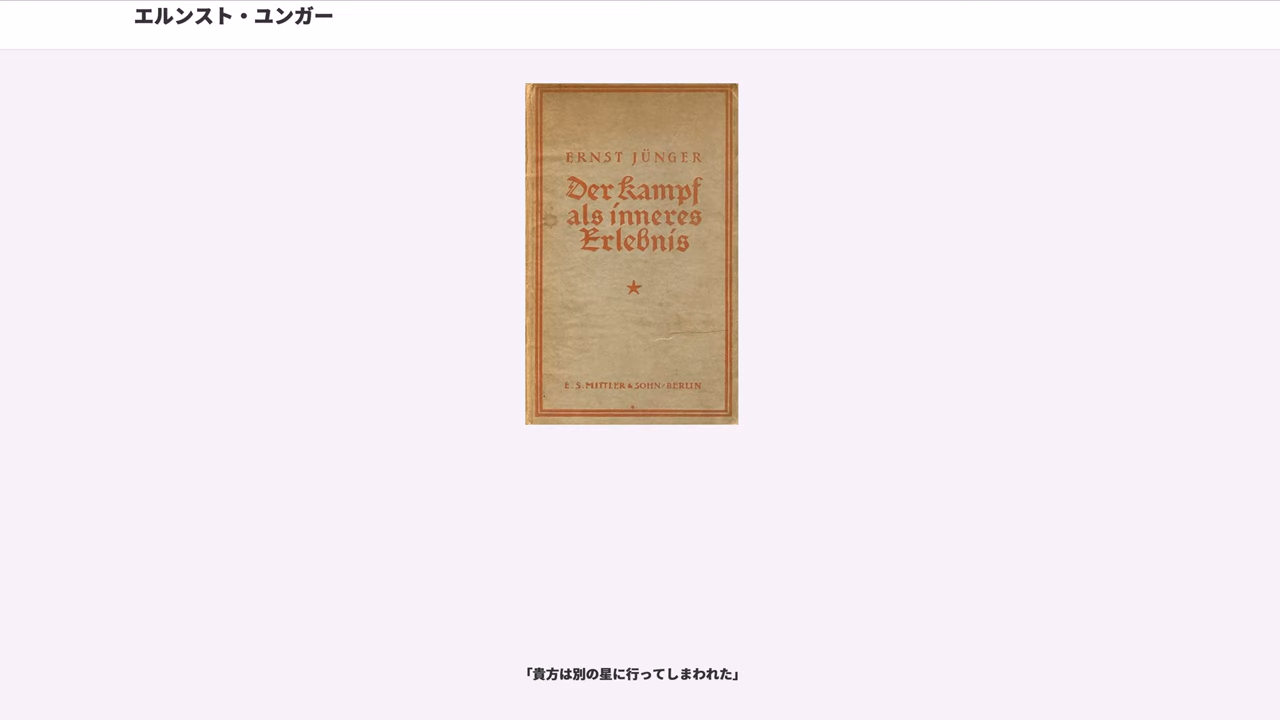 エルンスト・ユンガー
ERNST JÜNGER
Der Kampf
als inneres
Erlebnis
E. S. MITTLER & SOHN / BERLIN
「貴方は別の星に行ってしまわれた」